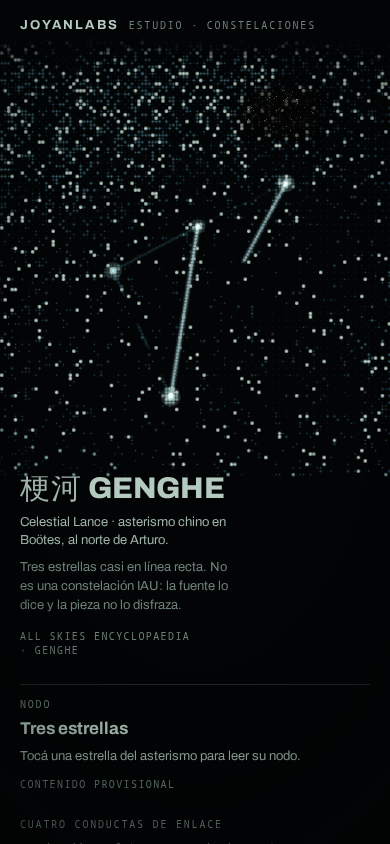 JOYANLABS ESTUDIO · CONSTELACIONES
梗河 GENGHE
Celestial Lance · asterismo chino en
Boötes, al norte de Arturo.
Tres estrellas casi en línea recta. No
es una constelación IAU: la fuente lo
dice y la pieza no lo disfraza.
ALL SKIES ENCYCLOPAEDIA
· GENGHE
NODO
Tres estrellas
Tocá una estrella del asterismo para leer su nodo.
CONTENIDO PROVISIONAL
CUATRO CONDUCTAS DE ENLACE